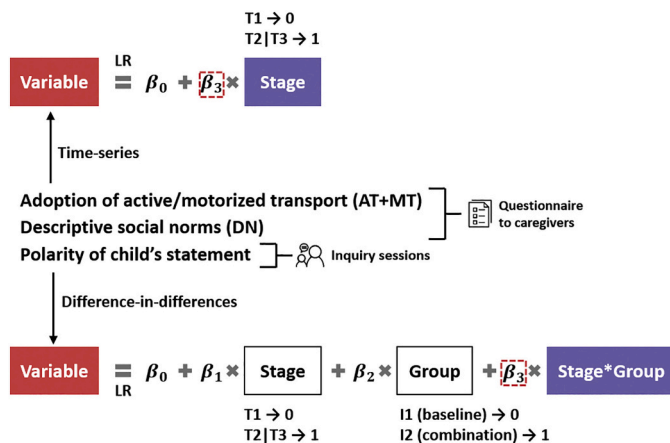 T1 → 0
T2|T3 → 1
LR
Variable = β0 + β3 × Stage
Time-series
Adoption of active/motorized transport (AT+MT)
Descriptive social norms (DN)
Questionnaire
to caregivers
Polarity of child's statement
Inquiry sessions
Difference-in-differences
Variable = β0 + β1 × Stage + β2 × Group + β3 × Stage*Group
LR
T1 → 0
T2|T3 → 1
I1 (baseline) → 0
I2 (combination) → 1